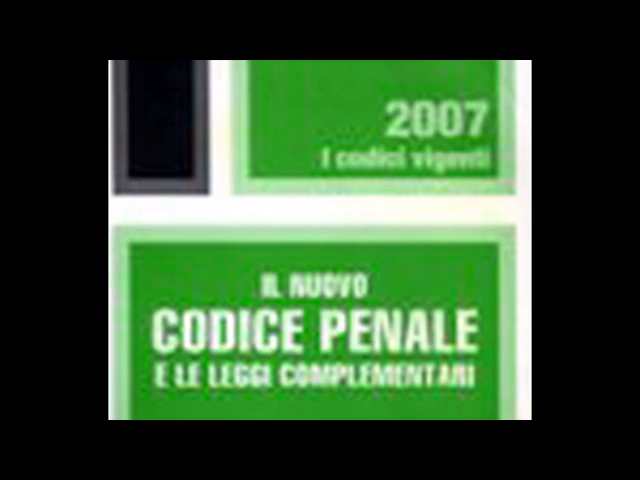 2007
I codici vigenti
IL NUOVO
CODICE PENALE
E LE LEGGI COMPLEMENTARI